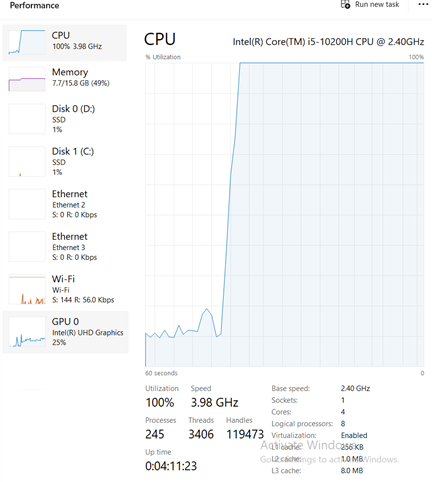 Performance
Run new task
CPU
100% 3.98 GHz
Memory
7.7/15.8 GB (49%)
Disk 0 (D:)
SSD
1%
Disk 1 (C:)
SSD
1%
Ethernet
Ethernet 2
S: 0 R: 0 Kbps
Ethernet
Ethernet 3
S: 0 R: 0 Kbps
Wi-Fi
Wi-Fi
S: 144 R: 56.0 Kbps
GPU 0
Intel(R) UHD Graphics
25%
CPU
Intel(R) Core(TM) i5-10200H CPU @ 2.40GHz
% Utilization 100%
60 seconds 0
Utilization Speed
100% 3.98 GHz
Processes Threads Handles
245 3406 119473
Up time
0:04:11:23
Base speed: 2.40 GHz
Sockets: 1
Cores: 4
Logical processors: 8
Virtualization: Enabled
L1 cache: 256 KB
L2 cache: 1.0 MB
L3 cache: 8.0 MB
Activate Windows
Go to Settings to activate Windows.